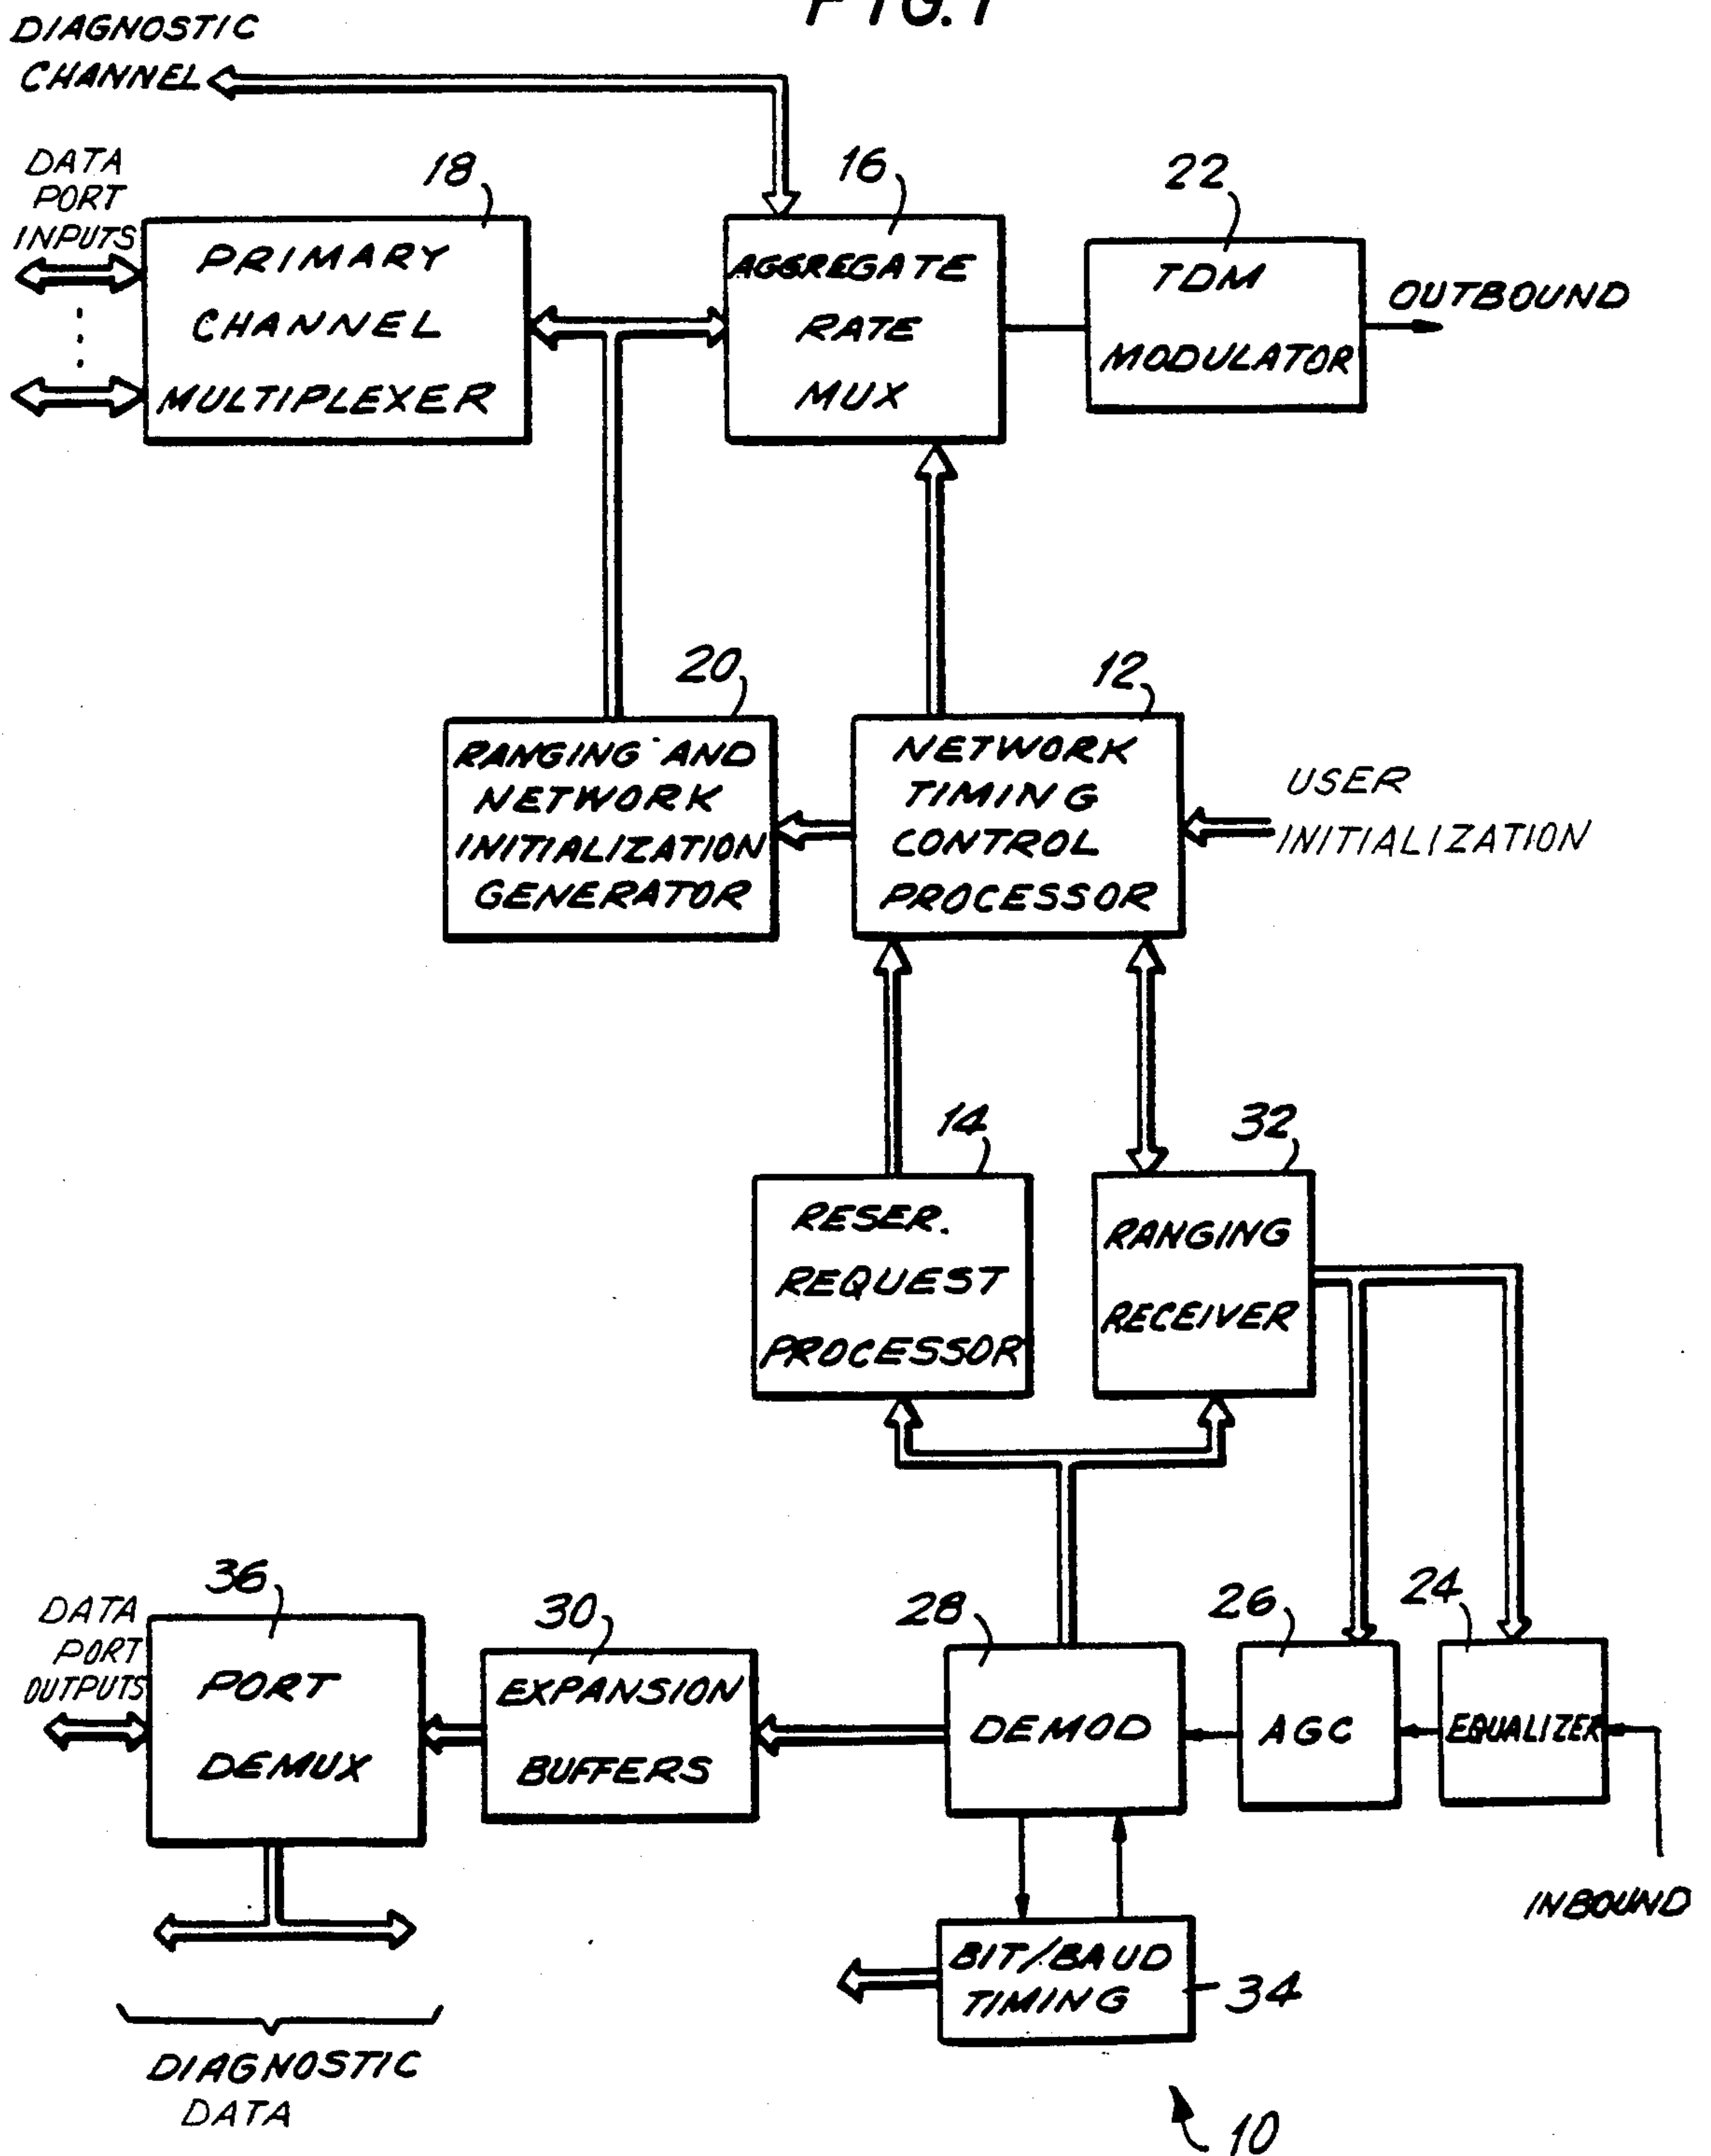 FIG. 1
DIAGNOSTIC
CHANNEL
DATA
PORT
INPUTS
18
PRIMARY
CHANNEL
MULTIPLEXER
16
AGGREGATE
RATE
MUX
22
TDM
MODULATOR
OUTBOUND
20
RANGING AND
NETWORK
INITIALIZATION
GENERATOR
12
NETWORK
TIMING
CONTROL
PROCESSOR
USER
INITIALIZATION
14
RESER.
REQUEST
PROCESSOR
32
RANGING
RECEIVER
DATA
PORT
OUTPUTS
36
PORT
DEMUX
30
EXPANSION
BUFFERS
28
DEMOD
26
AGC
24
EQUALIZER
INBOUND
BIT/BAUD
TIMING
34
DIAGNOSTIC
DATA
10